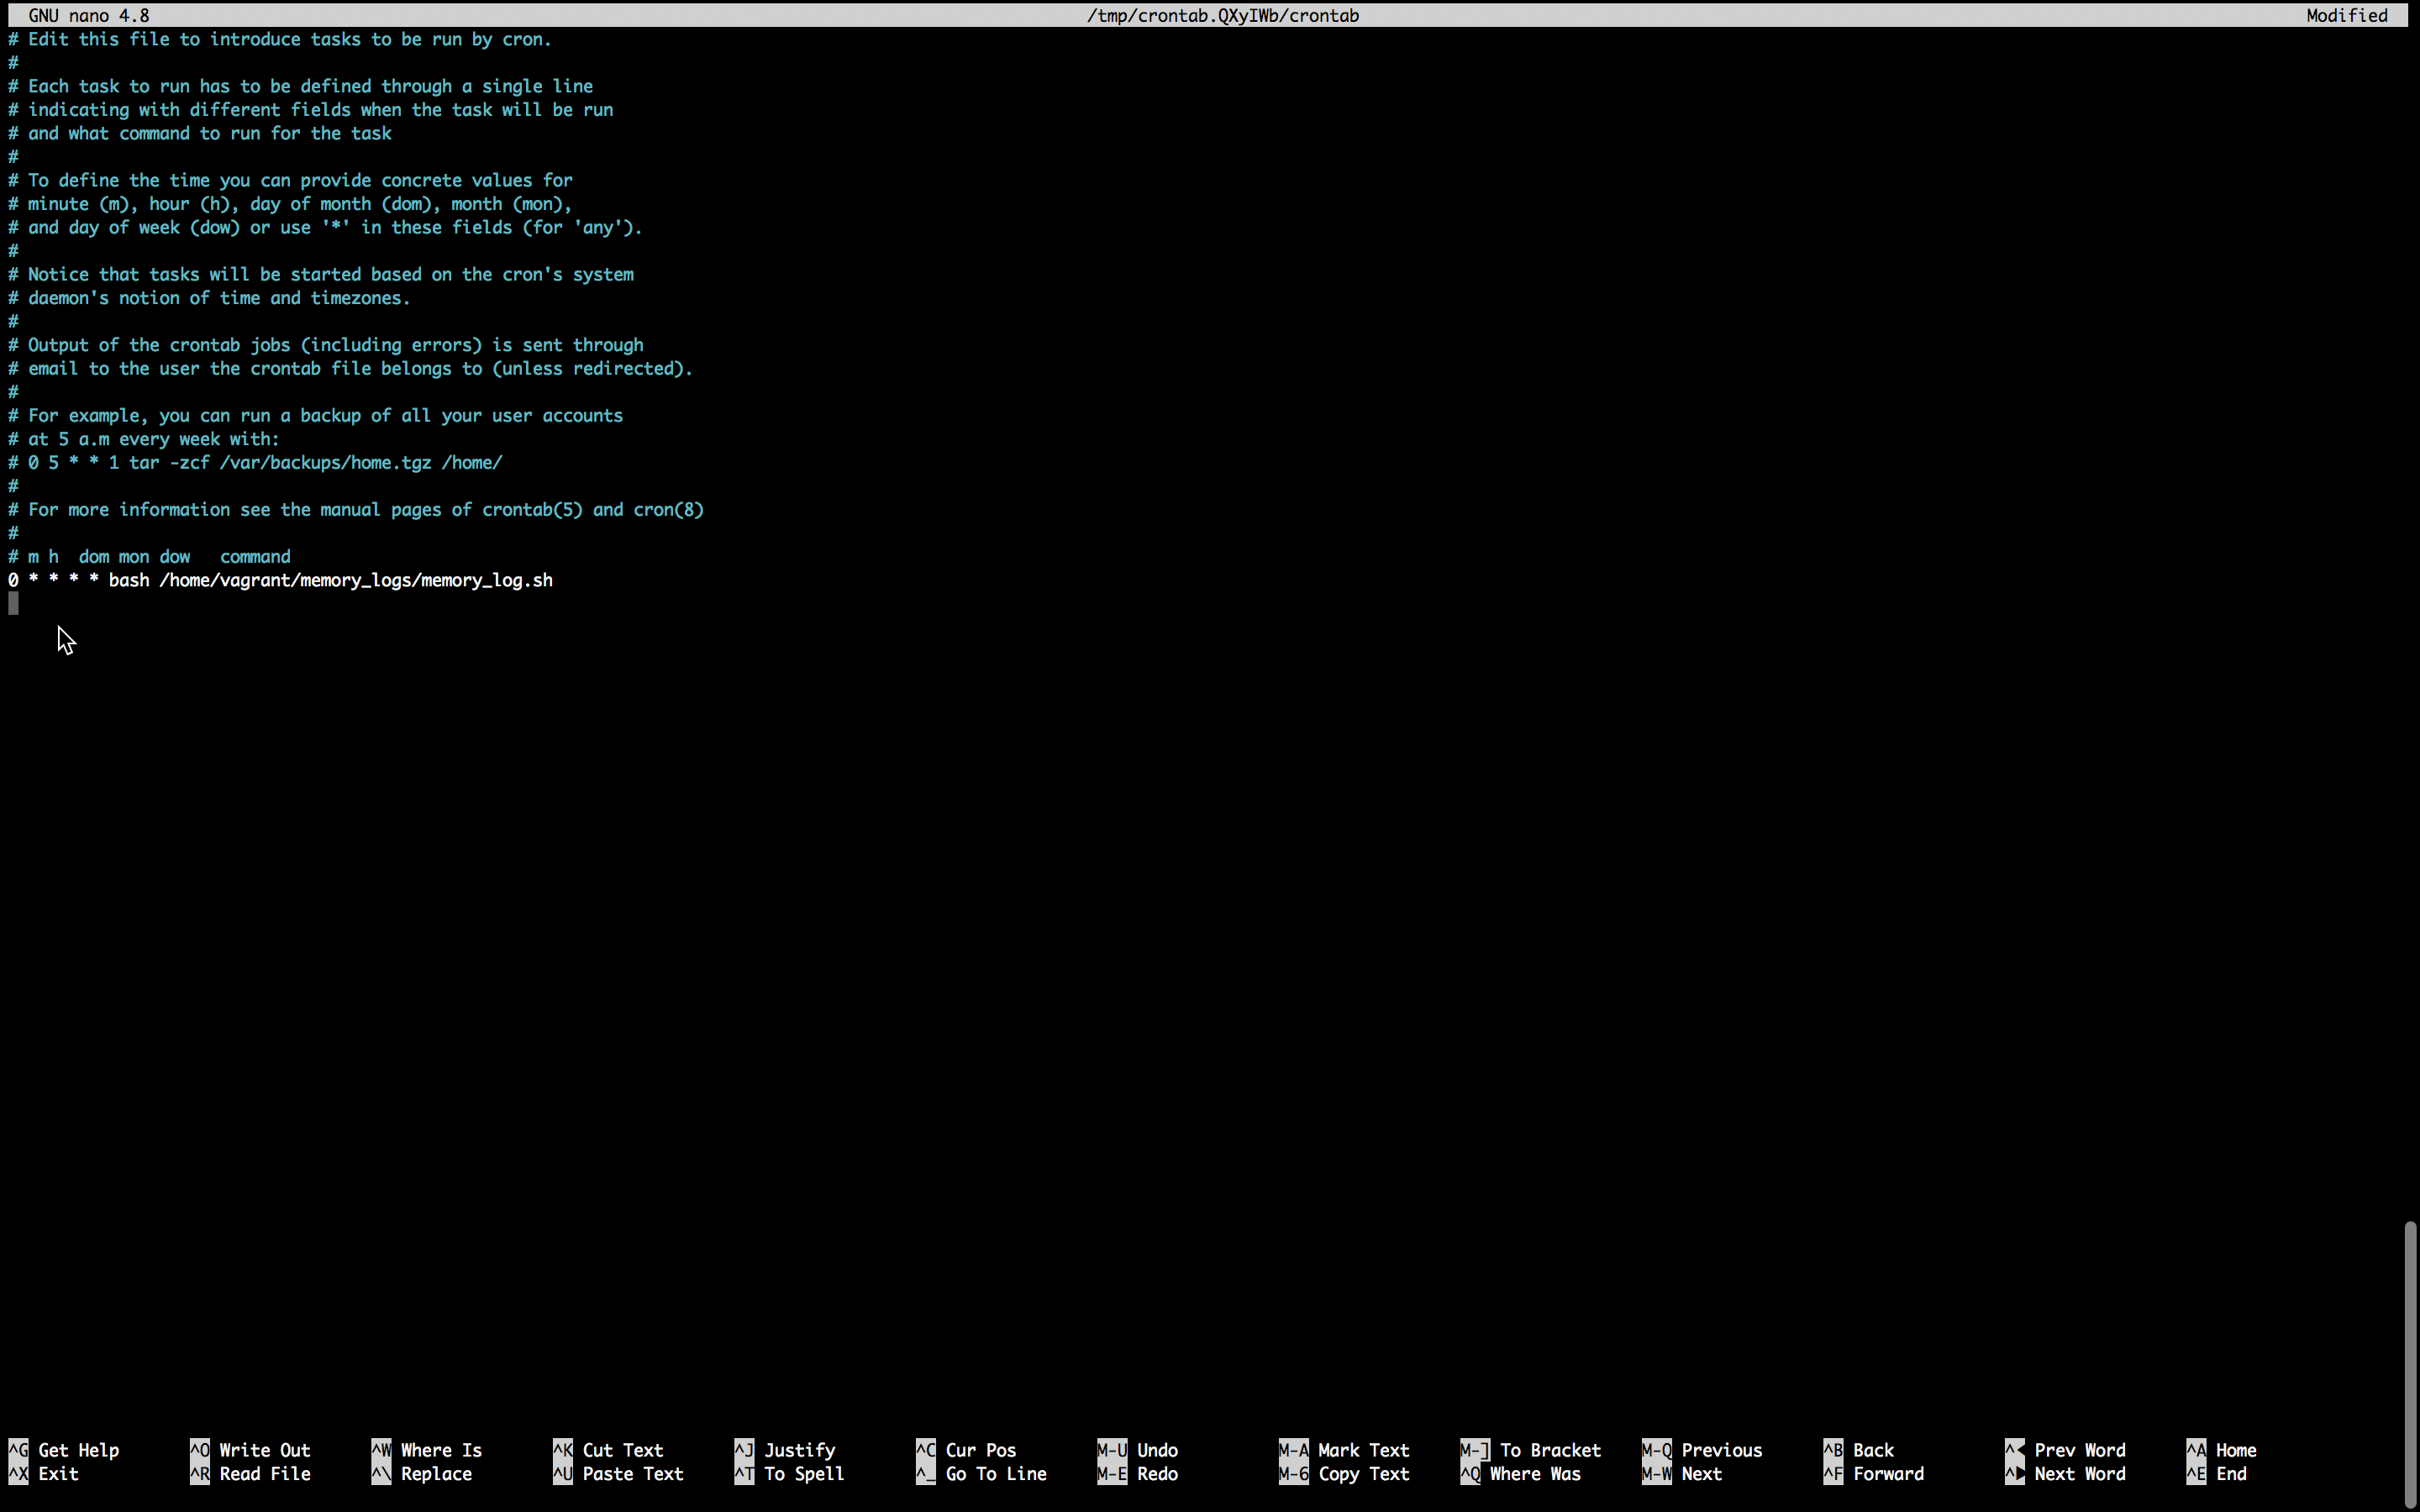 GNU nano 4.8 /tmp/crontab.QXyIWb/crontab Modified
# Edit this file to introduce tasks to be run by cron.
#
# Each task to run has to be defined through a single line
# indicating with different fields when the task will be run
# and what command to run for the task
#
# To define the time you can provide concrete values for
# minute (m), hour (h), day of month (dom), month (mon),
# and day of week (dow) or use '*' in these fields (for 'any').
#
# Notice that tasks will be started based on the cron's system
# daemon's notion of time and timezones.
#
# Output of the crontab jobs (including errors) is sent through
# email to the user the crontab file belongs to (unless redirected).
#
# For example, you can run a backup of all your user accounts
# at 5 a.m every week with:
# 0 5 * * 1 tar -zcf /var/backups/home.tgz /home/
#
# For more information see the manual pages of crontab(5) and cron(8)
#
# m h  dom mon dow   command
0 * * * * bash /home/vagrant/memory_logs/memory_log.sh
^G Get Help ^O Write Out ^W Where Is ^K Cut Text ^J Justify ^C Cur Pos M-U Undo M-A Mark Text M-] To Bracket M-Q Previous ^B Back ^◀ Prev Word ^A Home
^X Exit ^R Read File ^\ Replace ^U Paste Text ^T To Spell ^_ Go To Line M-E Redo M-6 Copy Text ^Q Where Was M-W Next ^F Forward ^▶ Next Word ^E End